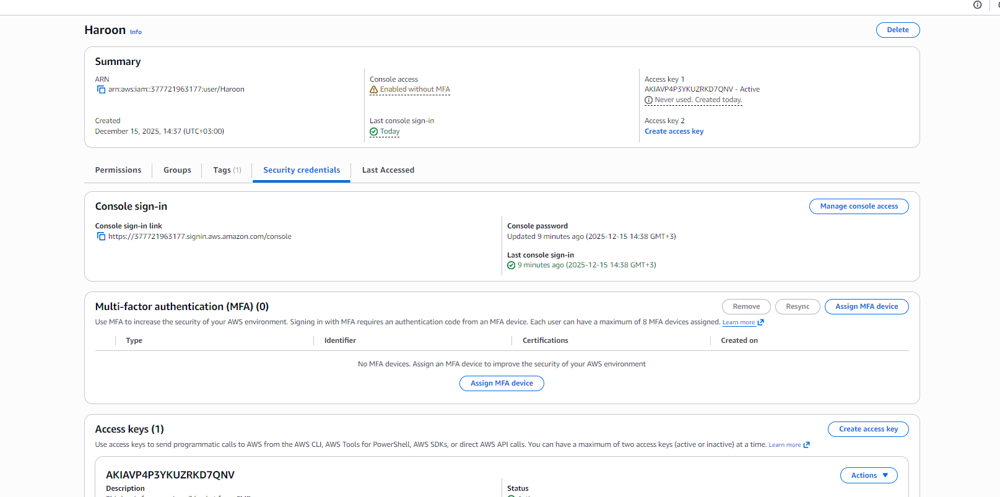 Haroon Info
Delete
Summary
ARN
arn:aws:iam::377721963177:user/Haroon
Created
December 15, 2025, 14:37 (UTC+03:00)
Console access
Enabled without MFA
Last console sign-in
Today
Access key 1
AKIAVP4P3YKUZRKD7QNV - Active
Never used. Created today.
Access key 2
Create access key
Permissions
Groups
Tags (1)
Security credentials
Last Accessed
Console sign-in
Manage console access
Console sign-in link
https://377721963177.signin.aws.amazon.com/console
Console password
Updated 9 minutes ago (2025-12-15 14:38 GMT+3)
Last console sign-in
9 minutes ago (2025-12-15 14:38 GMT+3)
Multi-factor authentication (MFA) (0)
Remove
Resync
Assign MFA device
Use MFA to increase the security of your AWS environment. Signing in with MFA requires an authentication code from an MFA device. Each user can have a maximum of 8 MFA devices assigned. Learn more
Type
Identifier
Certifications
Created on
No MFA devices. Assign an MFA device to improve the security of your AWS environment
Assign MFA device
Access keys (1)
Create access key
Use access keys to send programmatic calls to AWS from the AWS CLI, AWS Tools for PowerShell, AWS SDKs, or direct AWS API calls. You can have a maximum of two access keys (active or inactive) at a time. Learn more
AKIAVP4P3YKUZRKD7QNV
Actions
Description
Status